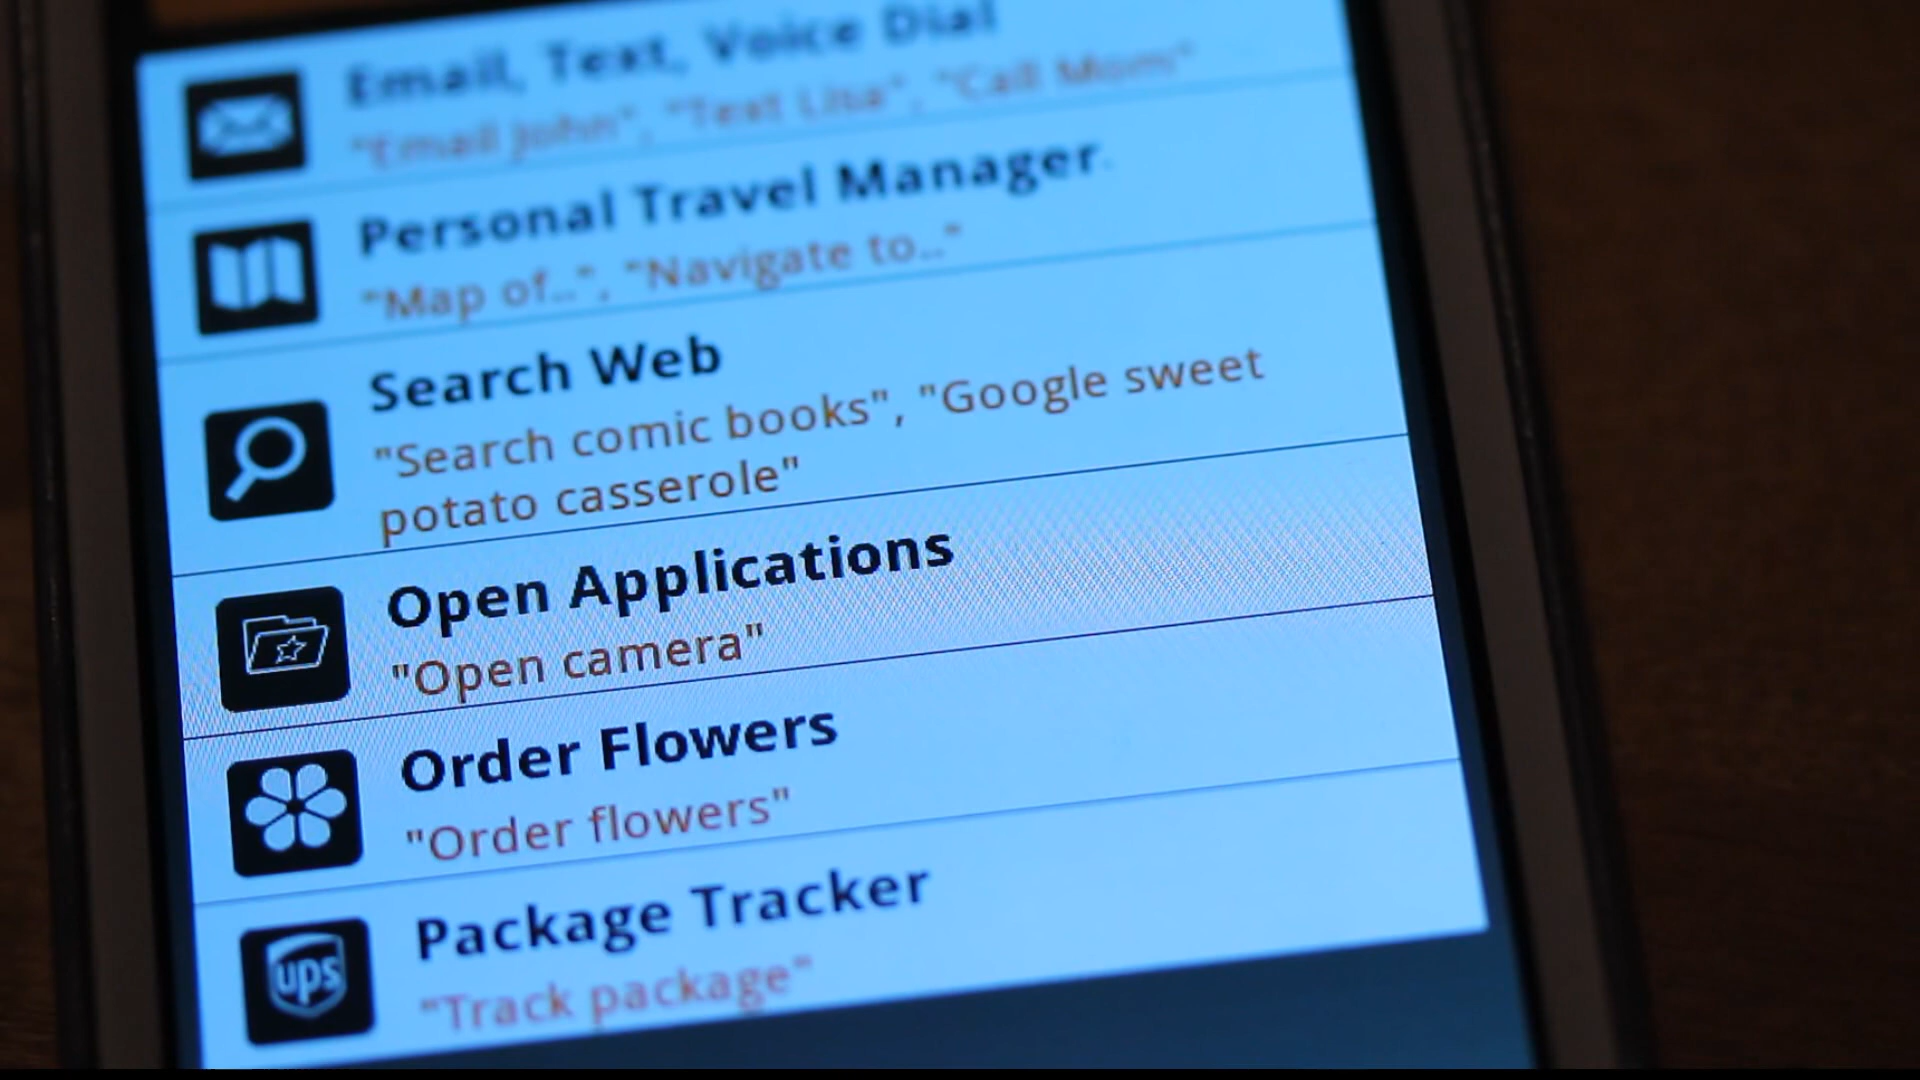 Email, Text, Voice Dial
"Email John", "Text Lisa", "Call Mom"
Personal Travel Manager
"Map of..", "Navigate to.."
Search Web
"Search comic books", "Google sweet
potato casserole"
Open Applications
"Open camera"
Order Flowers
"Order flowers"
Package Tracker
ups
"Track package"